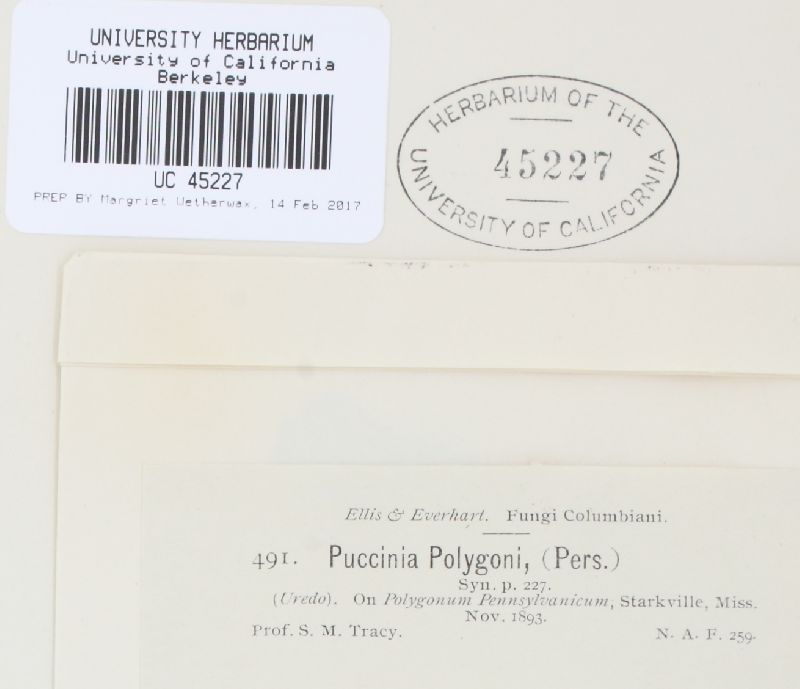 UNIVERSITY HERBARIUM
University of California
Berkeley
UC 45227
PREP BY Margriet Wetherwax, 14 Feb 2017
HERBARIUM OF THE
45227
UNIVERSITY OF CALIFORNIA
Ellis & Everhart. Fungi Columbiani.
491. Puccinia Polygoni, (Pers.)
Syn. p. 227.
(Uredo). On Polygonum Pennsylvanicum, Starkville, Miss.
Nov. 1893.
Prof. S. M. Tracy. N. A. F. 259.